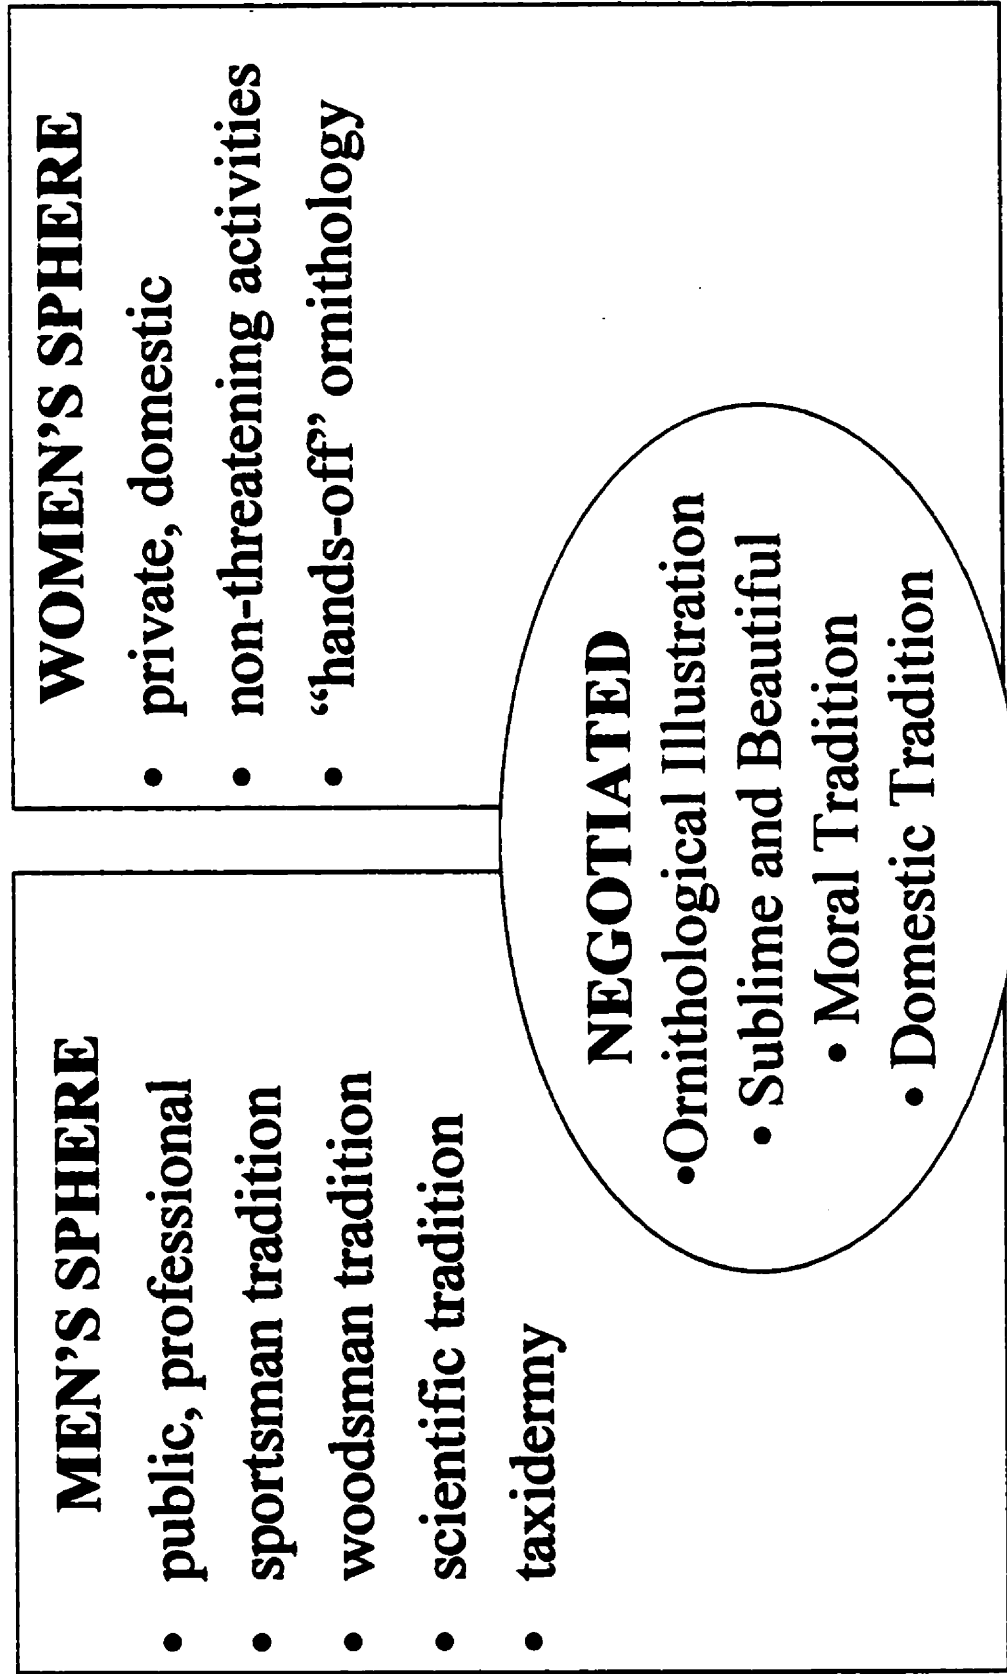 MEN’S SPHERE
• public, professional
• sportsman tradition
• woodsman tradition
• scientific tradition
• taxidermy
WOMEN’S SPHERE
• private, domestic
• non-threatening activities
• “hands-off” ornithology
NEGOTIATED
•Ornithological Illustration
• Sublime and Beautiful
• Moral Tradition
• Domestic Tradition